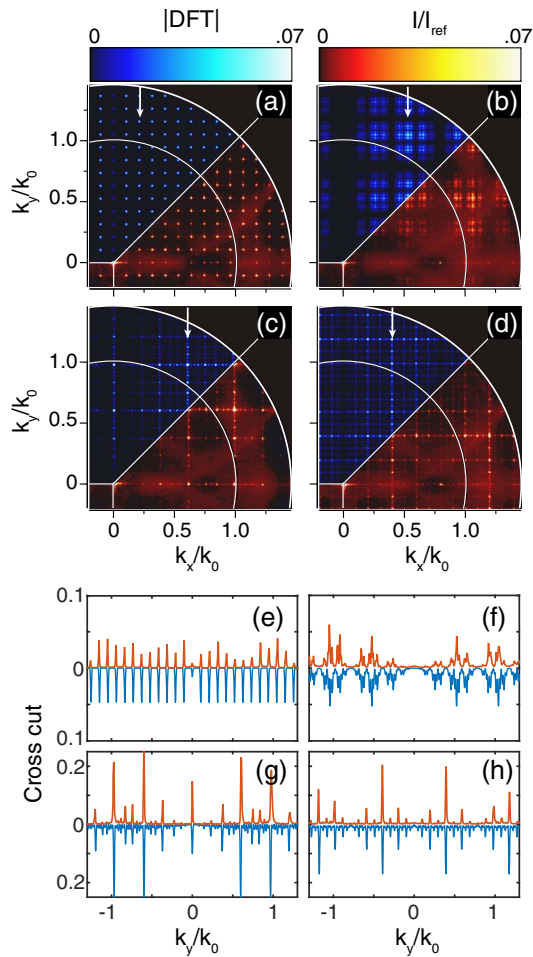 |DFT| I/I_ref
0 .07 0 .07
(a) (b)
k_y/k_0 1.0 0.5 0
(c) (d)
k_y/k_0 1.0 0.5 0
0 0.5 1.0 0 0.5 1.0
k_x/k_0 k_x/k_0
0.1 (e) (f)
0
0.1
Cross cut
0.2 (g) (h)
0
0.2
-1 0 1 -1 0 1
k_y/k_0 k_y/k_0